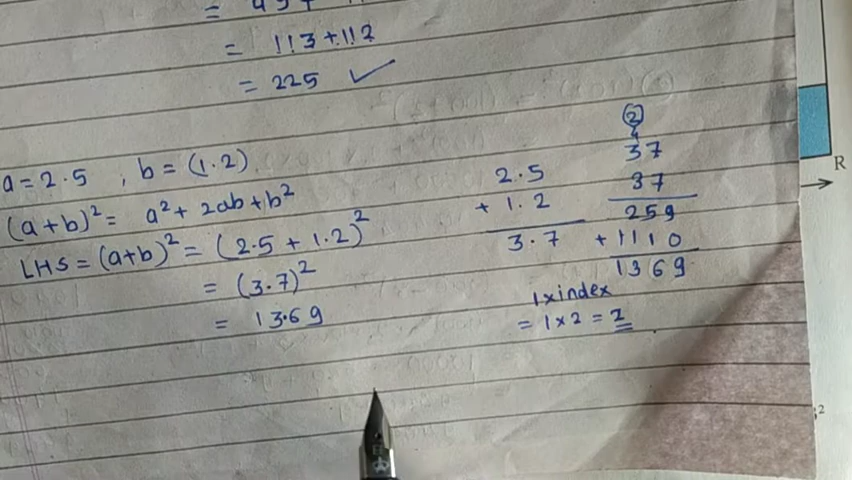 =
= 113+112
= 225 ✓
a = 2.5 , b = (1.2)
(a+b)² = a² + 2ab + b²
LHS = (a+b)² = (2.5 + 1.2)²
= (3.7)²
= 13.69
2.5
+ 1.2
3.7
2
4
37
37
259
+1110
1369
1×index
= 1×2 = 2
R